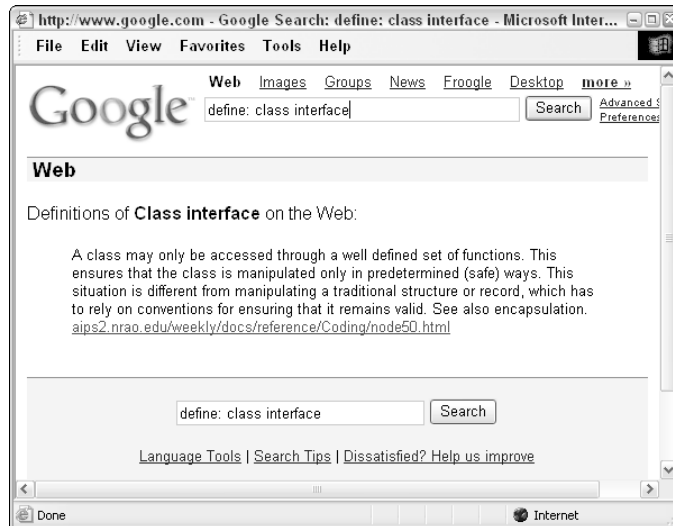 http://www.google.com - Google Search: define: class interface - Microsoft Inter...
File Edit View Favorites Tools Help
Google™
Web Images Groups News Froogle Desktop more »
define: class interface
Search
Advanced S
Preferences
Web
Definitions of Class interface on the Web:
A class may only be accessed through a well defined set of functions. This
ensures that the class is manipulated only in predetermined (safe) ways. This
situation is different from manipulating a traditional structure or record, which has
to rely on conventions for ensuring that it remains valid. See also encapsulation.
aips2.nrao.edu/weekly/docs/reference/Coding/node50.html
define: class interface
Search
Language Tools | Search Tips | Dissatisfied? Help us improve
Done
Internet